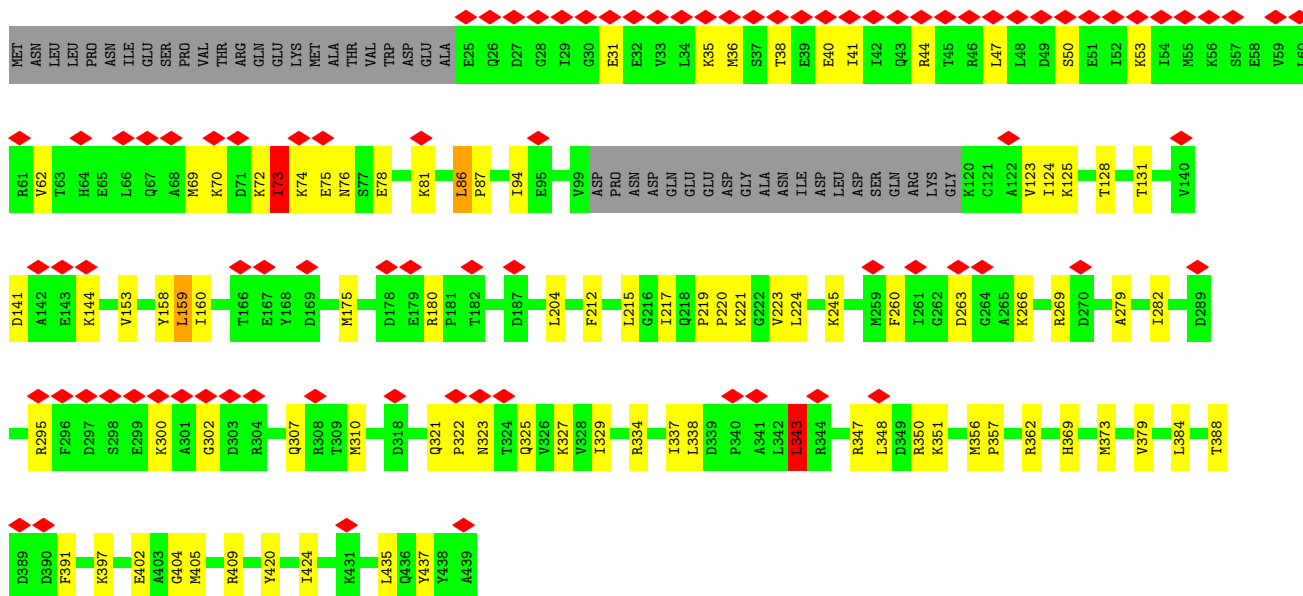 MET ASN LEU LEU PRO ASN ILE GLU SER PRO VAL THR ARG GLN GLU LYS MET ALA THR VAL TRP ASP GLU ALA E25 Q26 D27 G28 I29 G30 E31 E32 V33 L34 K35 M36 S37 T38 E39 E40 I41 I42 Q43 R44 T45 R46 L47 L48 D49 S50 E51 I52 K53 I54 M55 K56 S57 E58 V59 L60
R61 V62 T63 H64 E65 L66 Q67 A68 M69 K70 D71 K72 I73 K74 E75 N76 S77 E78 K81 L86 P87 I94 E95 V99 ASP PRO ASN ASP GLN GLU GLU ASP GLY ALA ASN ILE ASP LEU ASP SER GLN ARG LYS GLY K120 C121 A122 V123 I124 K125 T128 T131 V140
D141 A142 E143 K144 V153 Y158 L159 I160 T166 E167 Y168 D169 M175 D178 E179 R180 P181 T182 D187 L204 F212 L215 G216 I217 Q218 P219 P220 K221 G222 V223 L224 K245 M259 F260 I261 G262 D263 G264 A265 K266 R269 D270 A279 I282 D289
R295 F296 D297 S298 E299 K300 A301 G302 D303 R304 Q307 R308 T309 M310 D318 Q321 P322 N323 T324 Q325 V326 K327 V328 I329 R334 I337 L338 D339 P340 A341 L342 L343 R344 R347 L348 D349 R350 K351 M356 P357 R362 H369 M373 V379 L384 T388
D389 D390 F391 K397 E402 A403 G404 M405 R409 Y420 I424 K431 L435 Q436 Y437 Y438 A439